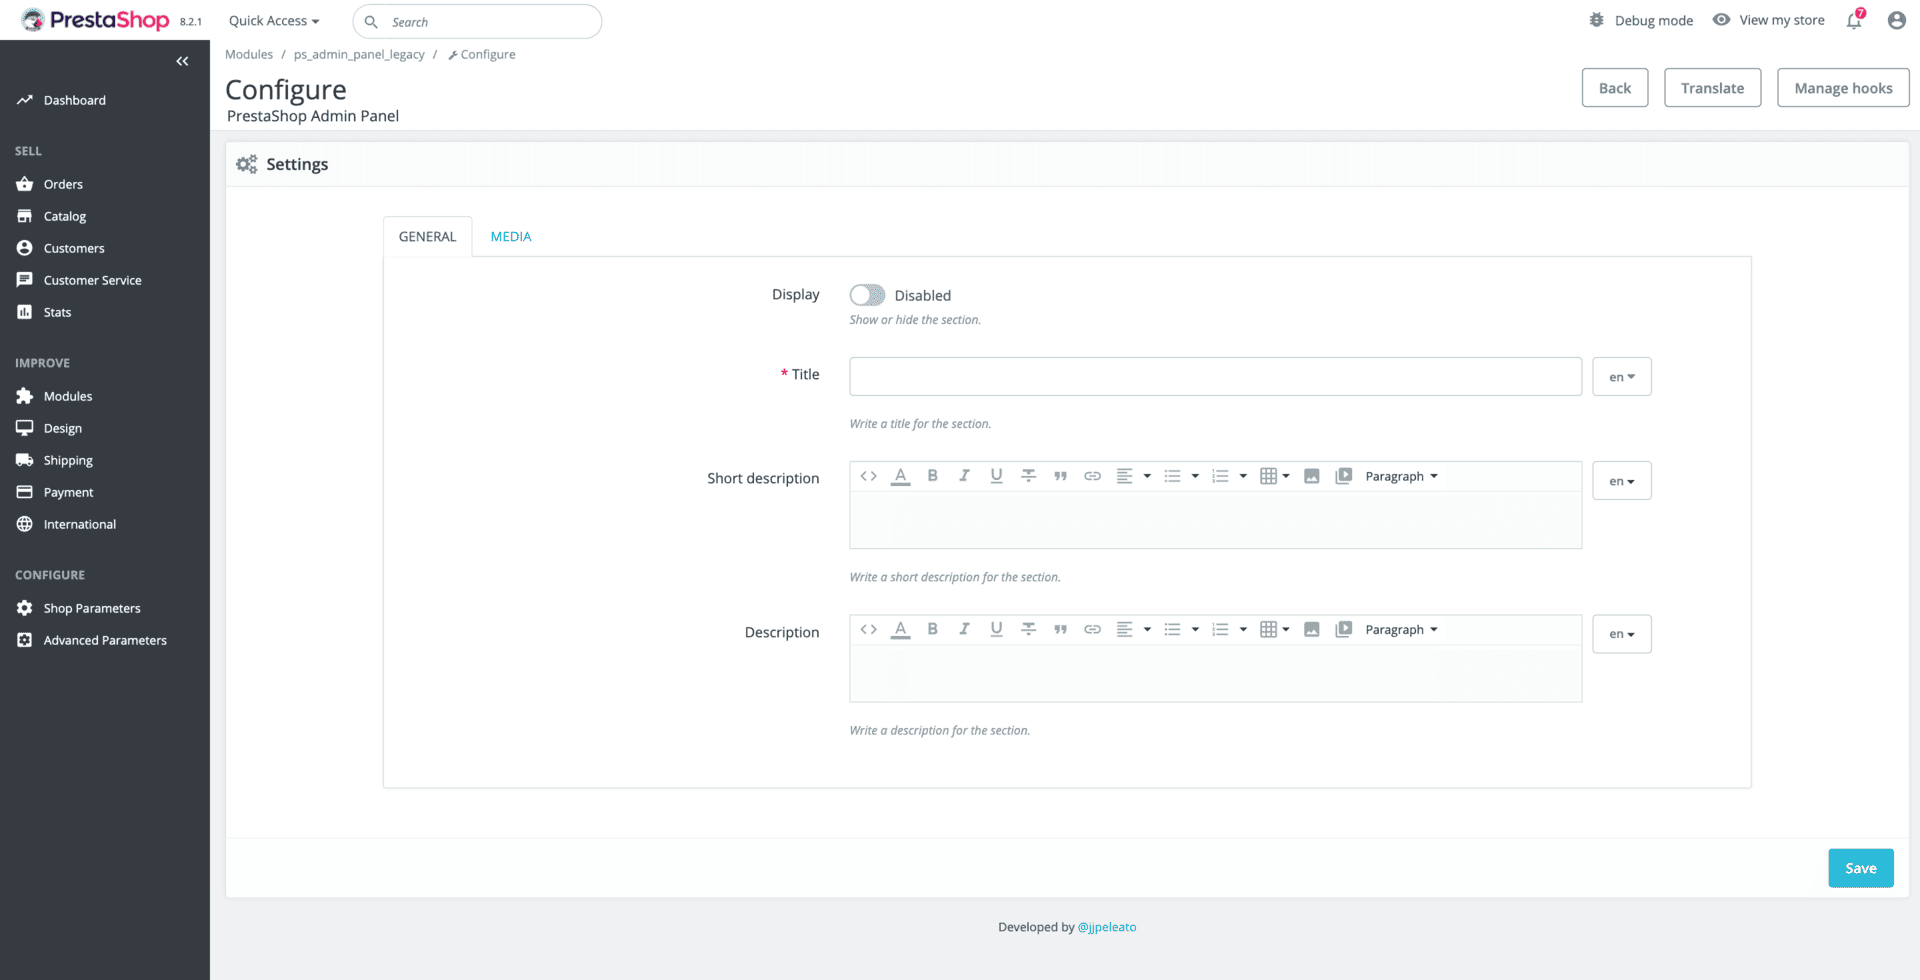 PrestaShop 8.2.1 Quick Access Search Debug mode View my store 7
Modules / ps_admin_panel_legacy / Configure
Configure
PrestaShop Admin Panel
Back Translate Manage hooks
Dashboard
SELL
Orders
Catalog
Customers
Customer Service
Stats
IMPROVE
Modules
Design
Shipping
Payment
International
CONFIGURE
Shop Parameters
Advanced Parameters
Settings
GENERAL MEDIA
Display Disabled
Show or hide the section.
* Title en
Write a title for the section.
Short description Paragraph en
Write a short description for the section.
Description Paragraph en
Write a description for the section.
Save
Developed by @jjpeleato